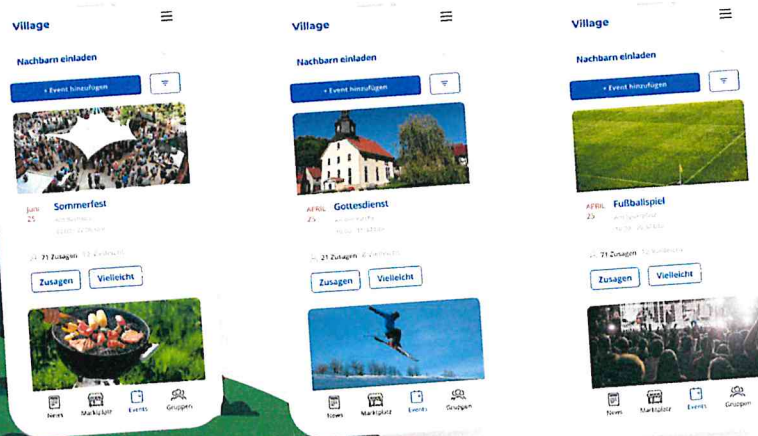 Village
Nachbarn einladen
+ Event hinzufügen
Juni
25
Sommerfest
71 Zusagen
Zusagen
Vielleicht
News
Marktplatz
Events
Gruppen
Village
Nachbarn einladen
+ Event hinzufügen
APRIL
25
Gottesdienst
21 Zusagen
Zusagen
Vielleicht
News
Marktplatz
Events
Gruppen
Village
Nachbarn einladen
+ Event hinzufügen
APRIL
25
Fußballspiel
71 Zusagen
Zusagen
Vielleicht
News
Marktplatz
Events
Gruppen